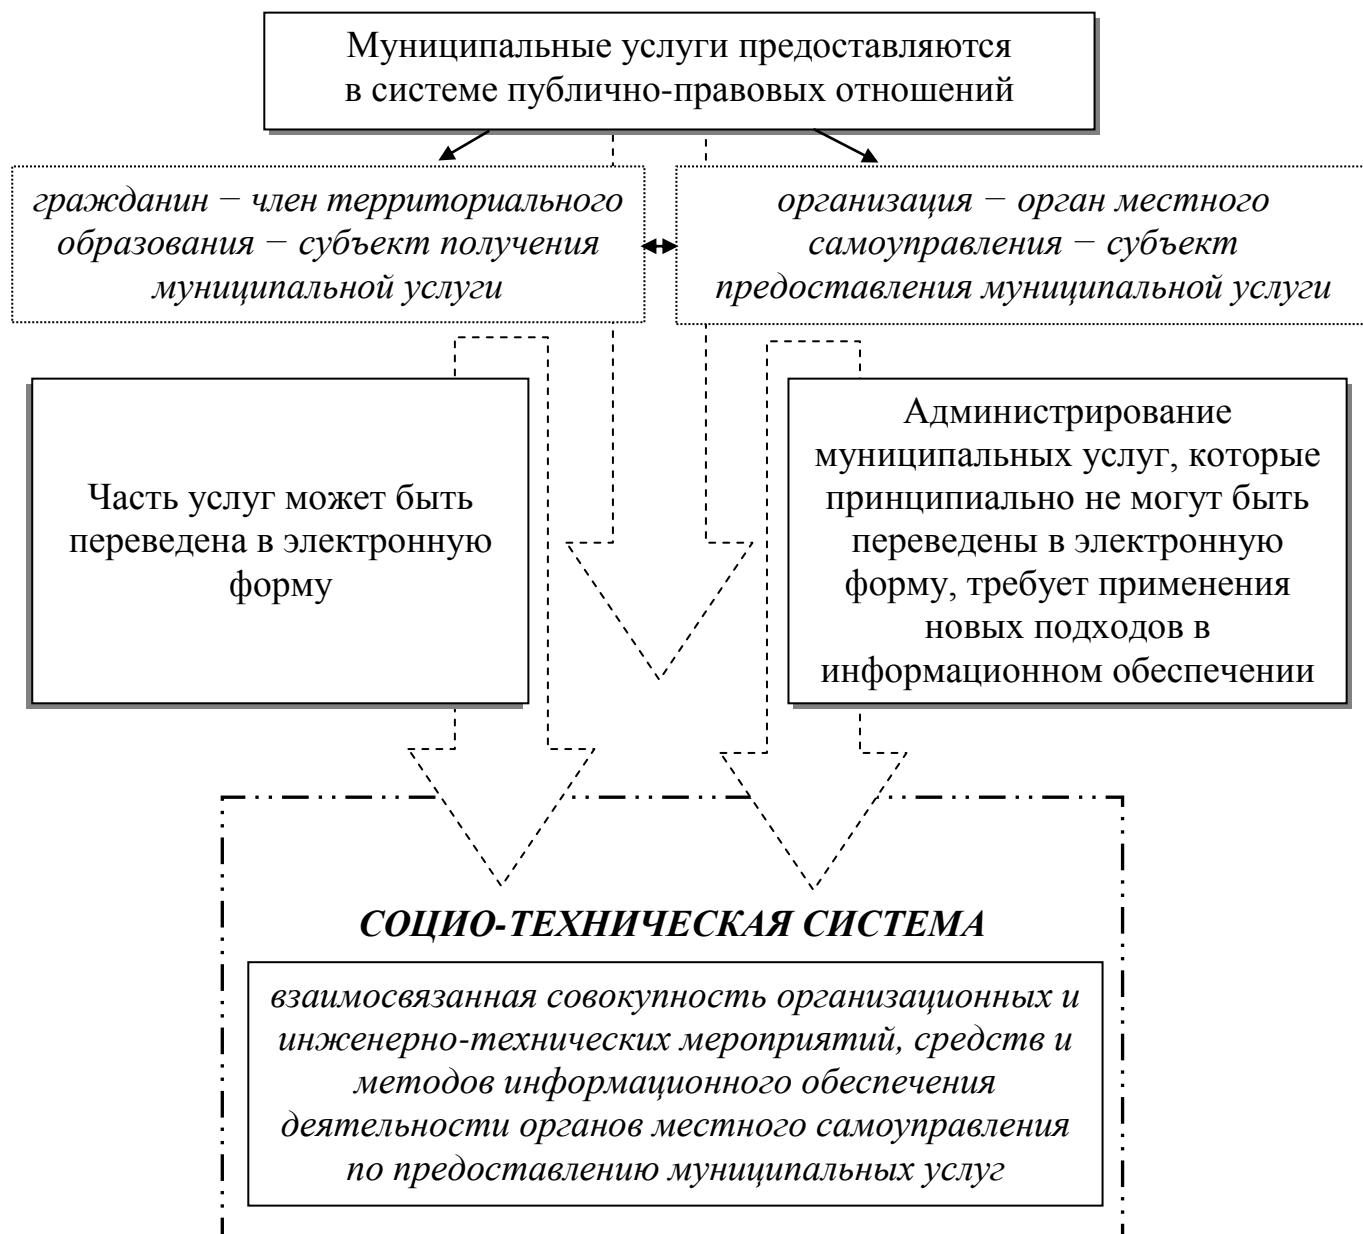 Муниципальные услуги предоставляются
в системе публично-правовых отношений
гражданин − член территориального
образования − субъект получения
муниципальной услуги
организация − орган местного
самоуправления − субъект
предоставления муниципальной услуги
Часть услуг может быть
переведена в электронную
форму
Администрирование
муниципальных услуг, которые
принципиально не могут быть
переведены в электронную
форму, требует применения
новых подходов в
информационном обеспечении
СОЦИО-ТЕХНИЧЕСКАЯ СИСТЕМА
взаимосвязанная совокупность организационных и
инженерно-технических мероприятий, средств и
методов информационного обеспечения
деятельности органов местного самоуправления
по предоставлению муниципальных услуг